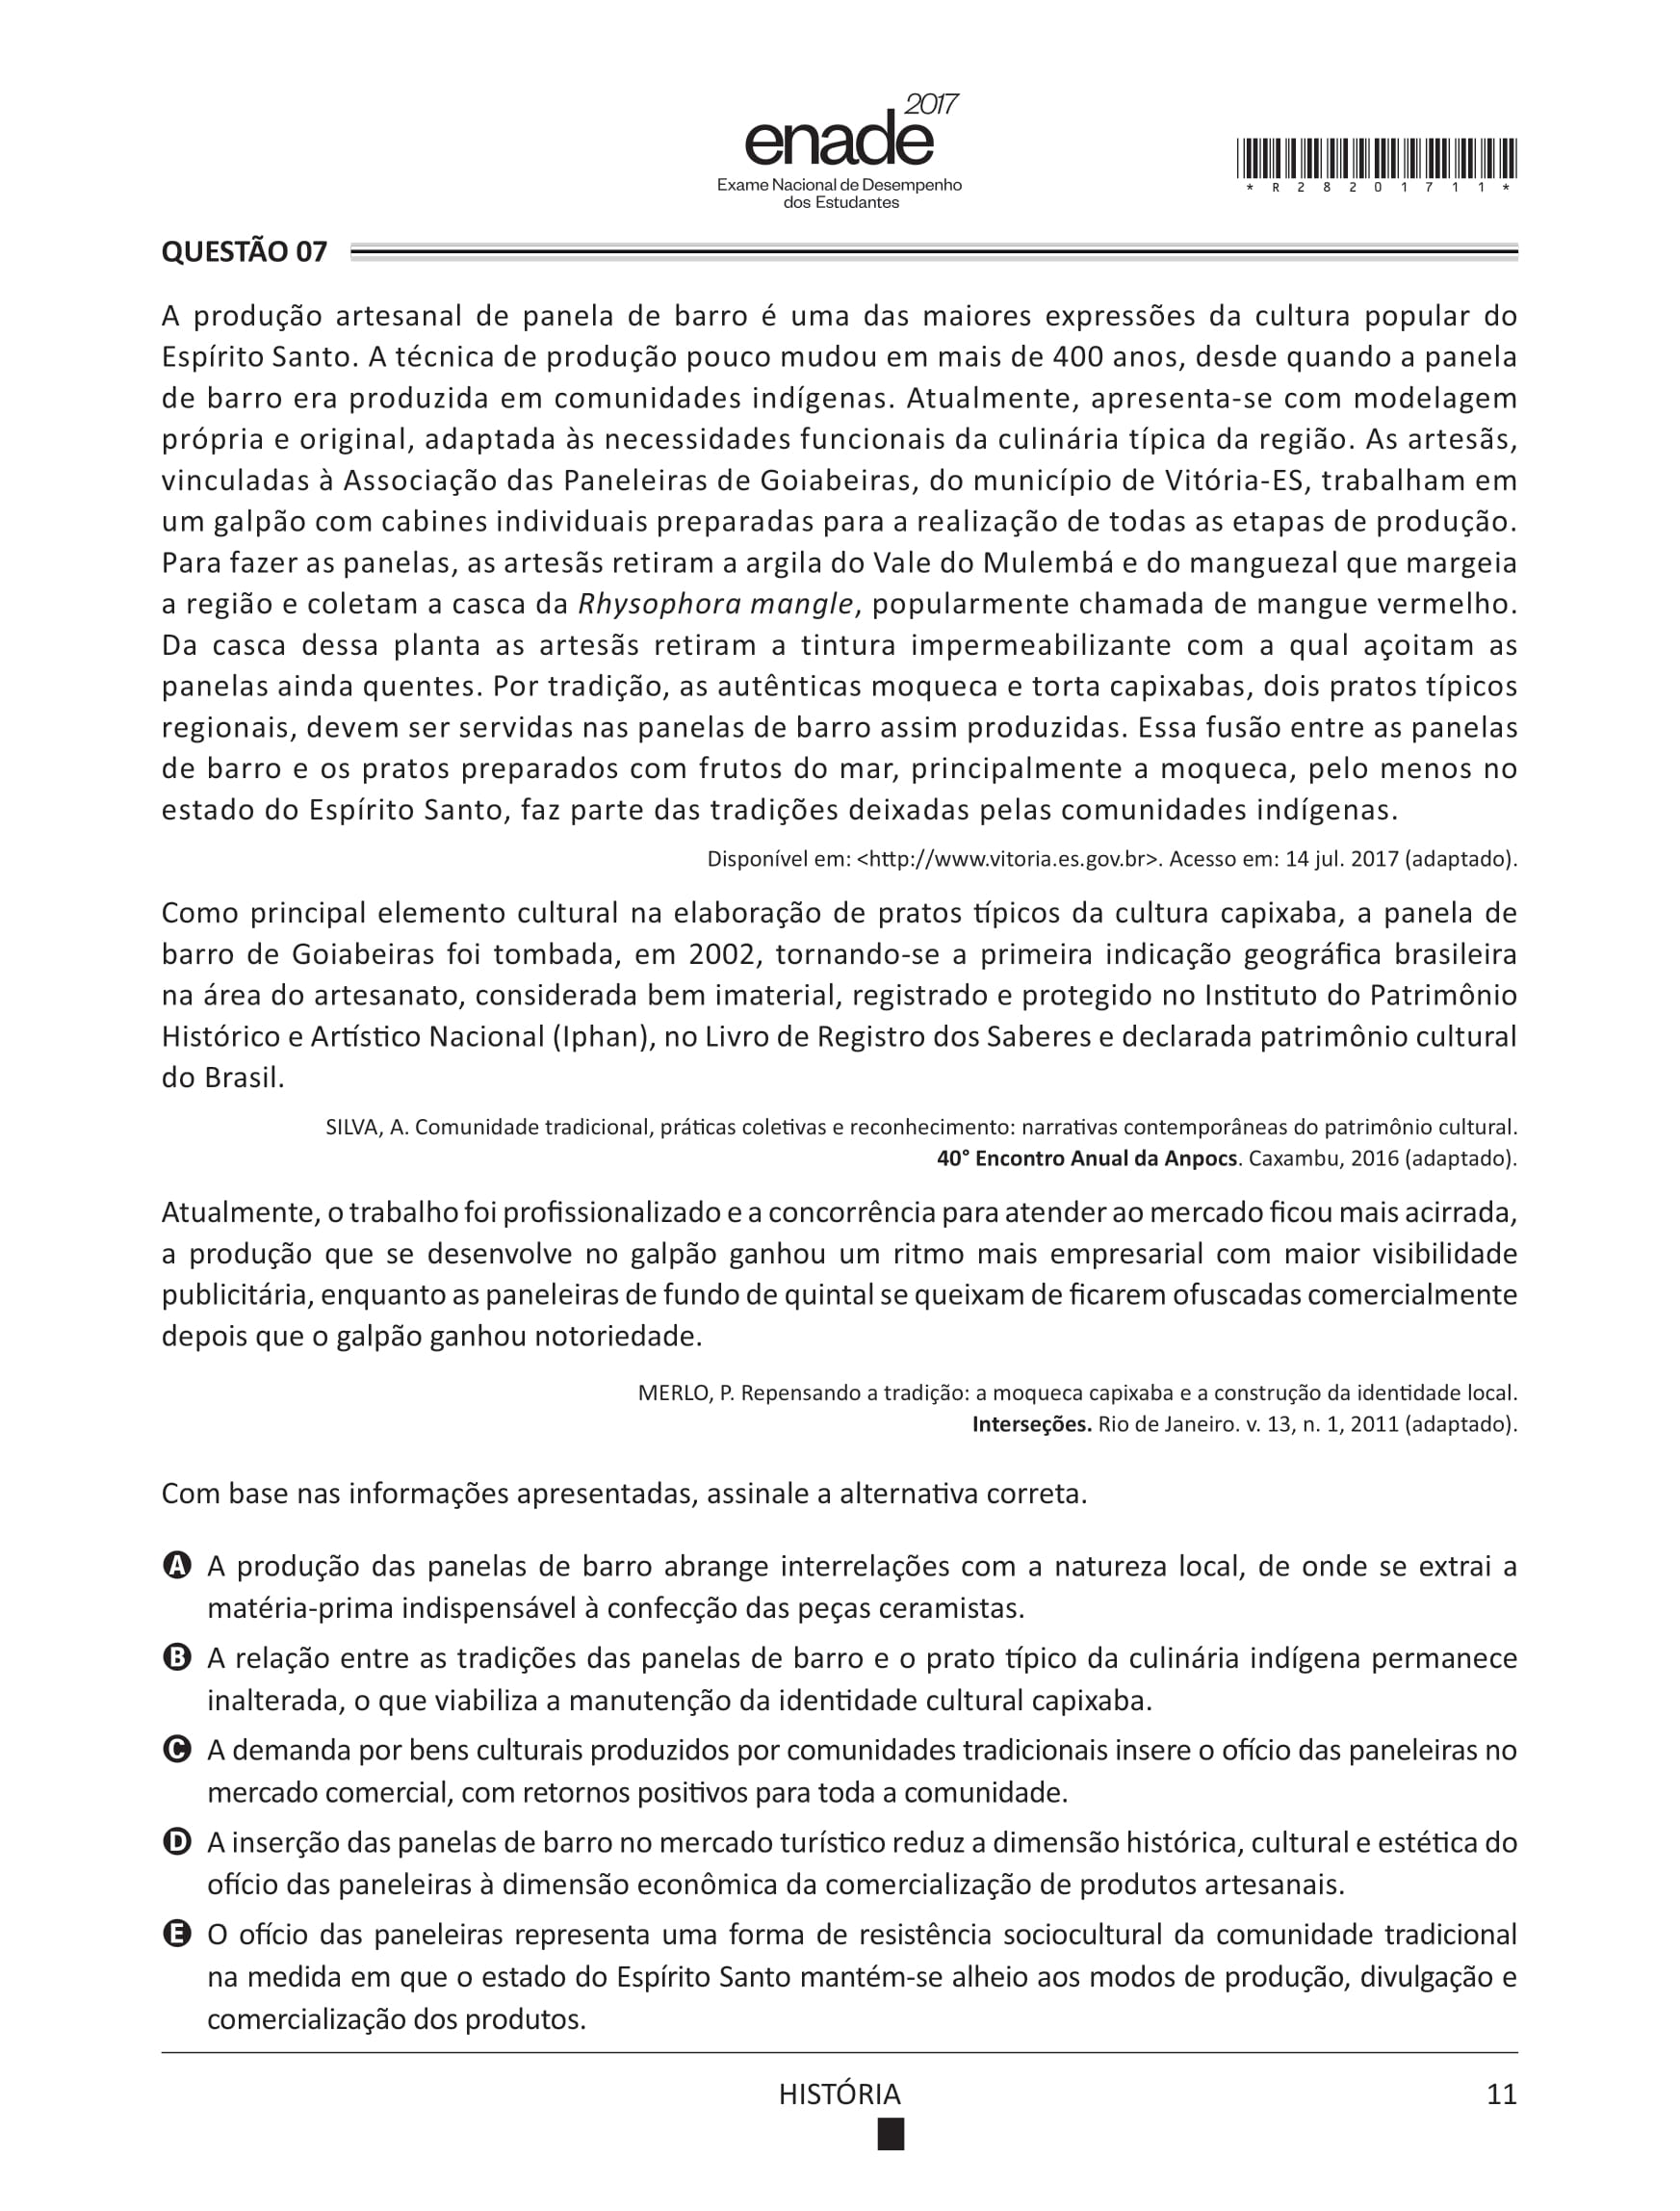 2017
enade
Exame Nacional de Desempenho
dos Estudantes
* R 2 8 2 0 1 7 1 1 *
QUESTÃO 07
A produção artesanal de panela de barro é uma das maiores expressões da cultura popular do
Espírito Santo. A técnica de produção pouco mudou em mais de 400 anos, desde quando a panela
de barro era produzida em comunidades indígenas. Atualmente, apresenta-se com modelagem
própria e original, adaptada às necessidades funcionais da culinária típica da região. As artesãs,
vinculadas à Associação das Paneleiras de Goiabeiras, do município de Vitória-ES, trabalham em
um galpão com cabines individuais preparadas para a realização de todas as etapas de produção.
Para fazer as panelas, as artesãs retiram a argila do Vale do Mulembá e do manguezal que margeia
a região e coletam a casca da Rhysophora mangle, popularmente chamada de mangue vermelho.
Da casca dessa planta as artesãs retiram a tintura impermeabilizante com a qual açoitam as
panelas ainda quentes. Por tradição, as autênticas moqueca e torta capixabas, dois pratos típicos
regionais, devem ser servidas nas panelas de barro assim produzidas. Essa fusão entre as panelas
de barro e os pratos preparados com frutos do mar, principalmente a moqueca, pelo menos no
estado do Espírito Santo, faz parte das tradições deixadas pelas comunidades indígenas.
Disponível em: <http://www.vitoria.es.gov.br>. Acesso em: 14 jul. 2017 (adaptado).
Como principal elemento cultural na elaboração de pratos típicos da cultura capixaba, a panela de
barro de Goiabeiras foi tombada, em 2002, tornando-se a primeira indicação geográfica brasileira
na área do artesanato, considerada bem imaterial, registrado e protegido no Instituto do Patrimônio
Histórico e Artístico Nacional (Iphan), no Livro de Registro dos Saberes e declarada patrimônio cultural
do Brasil.
SILVA, A. Comunidade tradicional, práticas coletivas e reconhecimento: narrativas contemporâneas do patrimônio cultural.
40° Encontro Anual da Anpocs. Caxambu, 2016 (adaptado).
Atualmente, o trabalho foi profissionalizado e a concorrência para atender ao mercado ficou mais acirrada,
a produção que se desenvolve no galpão ganhou um ritmo mais empresarial com maior visibilidade
publicitária, enquanto as paneleiras de fundo de quintal se queixam de ficarem ofuscadas comercialmente
depois que o galpão ganhou notoriedade.
MERLO, P. Repensando a tradição: a moqueca capixaba e a construção da identidade local.
Interseções. Rio de Janeiro. v. 13, n. 1, 2011 (adaptado).
Com base nas informações apresentadas, assinale a alternativa correta.
A A produção das panelas de barro abrange interrelações com a natureza local, de onde se extrai a
matéria-prima indispensável à confecção das peças ceramistas.
B A relação entre as tradições das panelas de barro e o prato típico da culinária indígena permanece
inalterada, o que viabiliza a manutenção da identidade cultural capixaba.
C A demanda por bens culturais produzidos por comunidades tradicionais insere o ofício das paneleiras no
mercado comercial, com retornos positivos para toda a comunidade.
D A inserção das panelas de barro no mercado turístico reduz a dimensão histórica, cultural e estética do
ofício das paneleiras à dimensão econômica da comercialização de produtos artesanais.
E O ofício das paneleiras representa uma forma de resistência sociocultural da comunidade tradicional
na medida em que o estado do Espírito Santo mantém-se alheio aos modos de produção, divulgação e
comercialização dos produtos.
HISTÓRIA
11